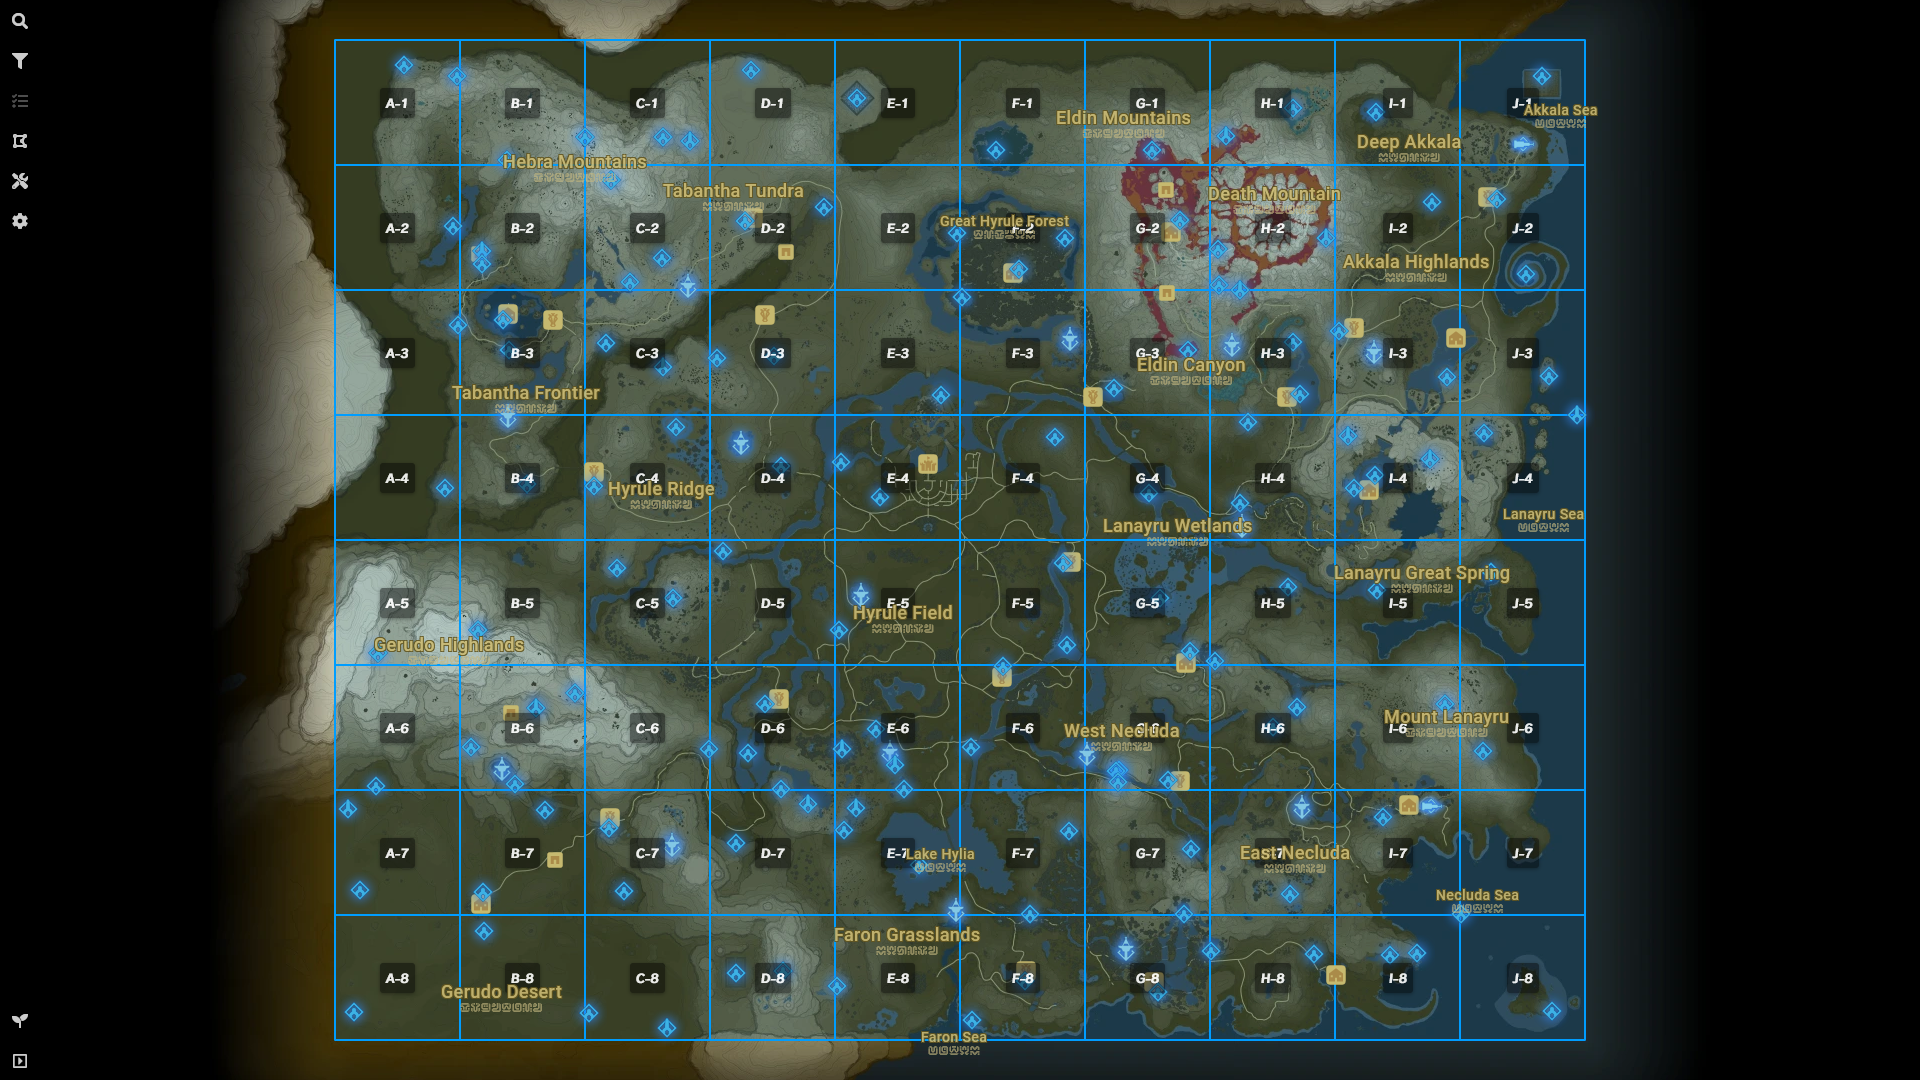 A-1
B-1
C-1
D-1
E-1
F-1
G-1
H-1
I-1
J-1
Akkala Sea
Eldin Mountains
Deep Akkala
Hebra Mountains
Tabantha Tundra
Death Mountain
Great Hyrule Forest
A-2
B-2
C-2
D-2
E-2
F-2
G-2
H-2
I-2
J-2
Akkala Highlands
A-3
B-3
C-3
D-3
E-3
F-3
G-3
H-3
I-3
J-3
Eldin Canyon
Tabantha Frontier
A-4
B-4
C-4
D-4
E-4
F-4
G-4
H-4
I-4
J-4
Hyrule Ridge
Lanayru Sea
Lanayru Wetlands
Lanayru Great Spring
A-5
B-5
C-5
D-5
E-5
F-5
G-5
H-5
I-5
J-5
Hyrule Field
Gerudo Highlands
Mount Lanayru
A-6
B-6
C-6
D-6
E-6
F-6
G-6
H-6
I-6
J-6
West Necluda
A-7
B-7
C-7
D-7
E-7
F-7
G-7
H-7
I-7
J-7
Lake Hylia
East Necluda
Necluda Sea
Faron Grasslands
A-8
B-8
C-8
D-8
E-8
F-8
G-8
H-8
I-8
J-8
Gerudo Desert
Faron Sea